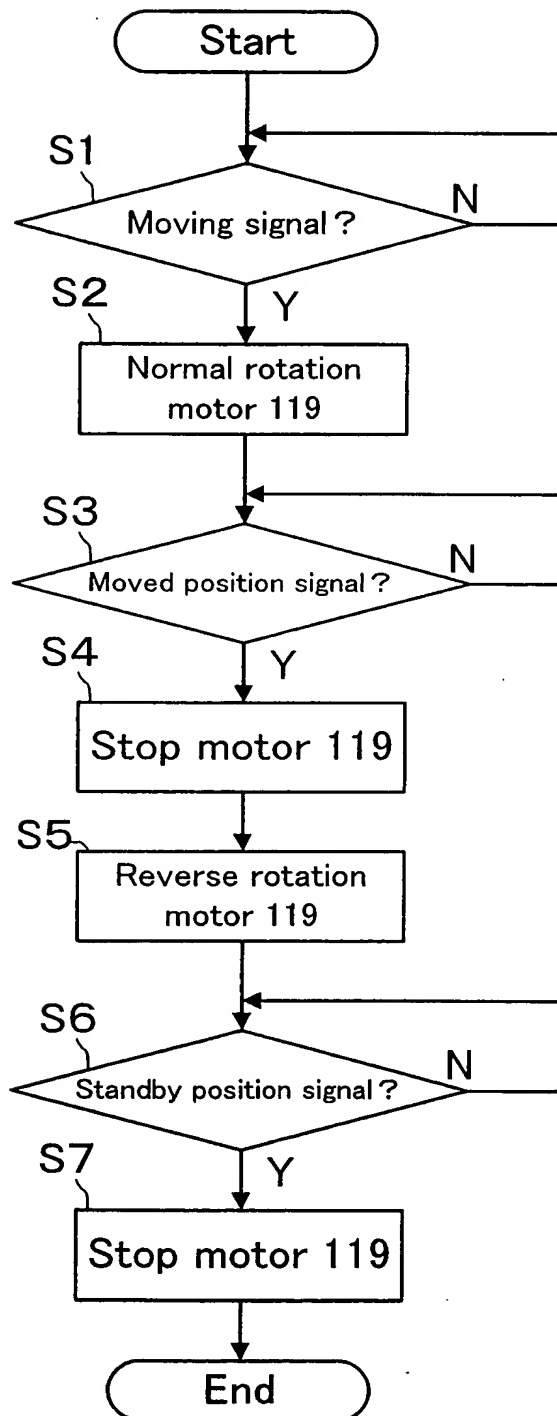 Start
S1
Moving signal?
N
Y
S2
Normal rotation
motor 119
S3
Moved position signal?
N
Y
S4
Stop motor 119
S5
Reverse rotation
motor 119
S6
Standby position signal?
N
Y
S7
Stop motor 119
End